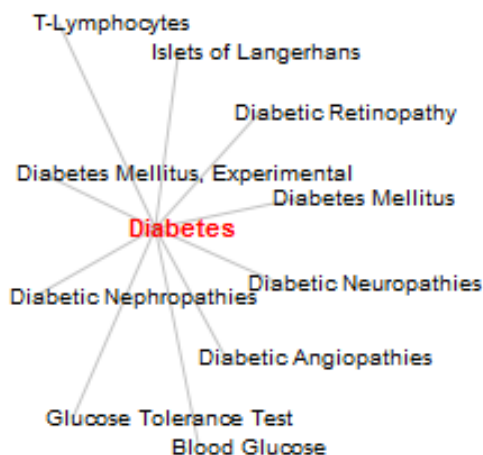 T-Lymphocytes
Islets of Langerhans
Diabetic Retinopathy
Diabetes Mellitus, Experimental
Diabetes Mellitus
Diabetes
Diabetic Neuropathies
Diabetic Nephropathies
Diabetic Angiopathies
Glucose Tolerance Test
Blood Glucose